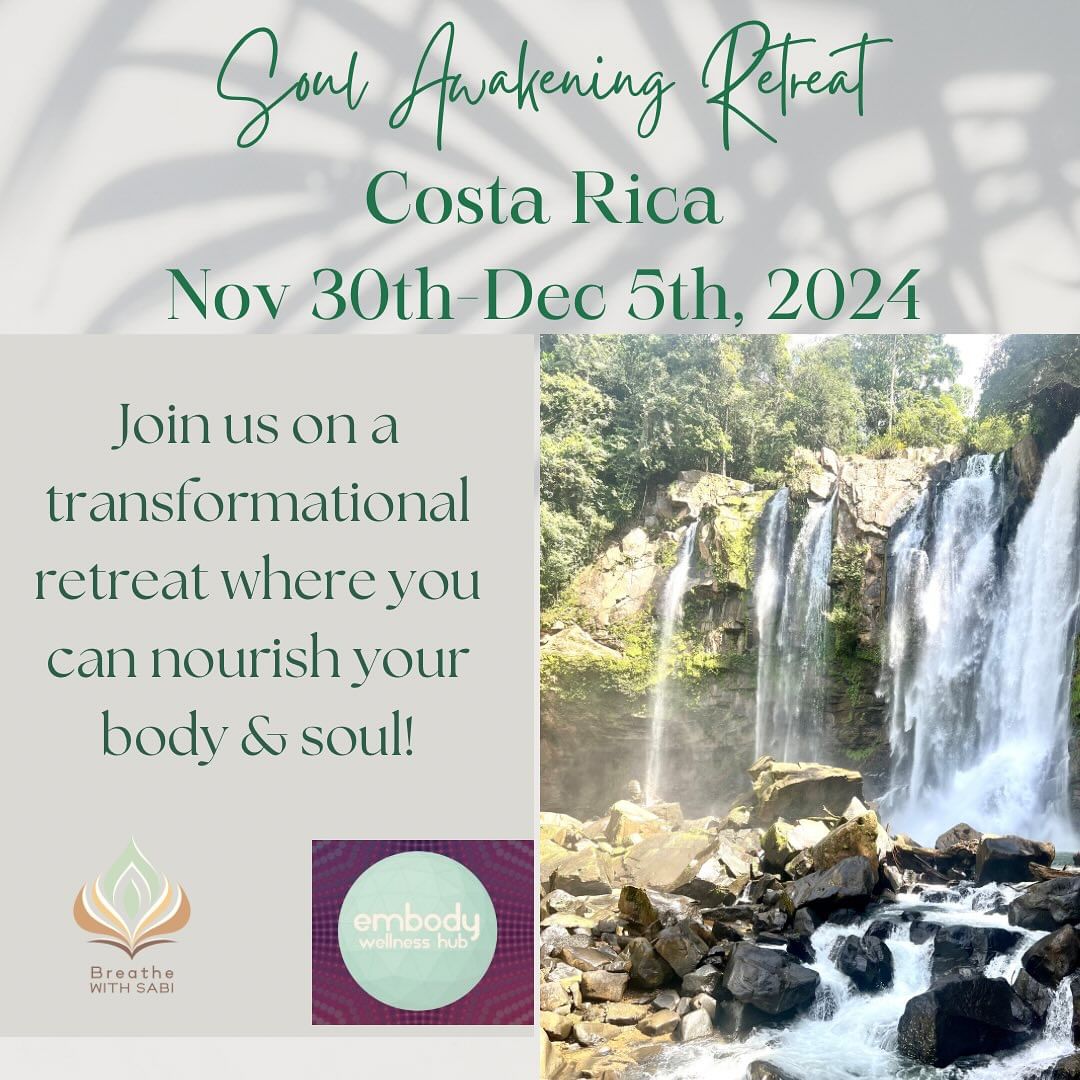 Soul Awakening Retreat
Costa Rica
Nov 30th-Dec 5th, 2024
Join us on a
transformational
retreat where you
can nourish your
body & soul!
Breathe
WITH SABI
embody
wellness hub